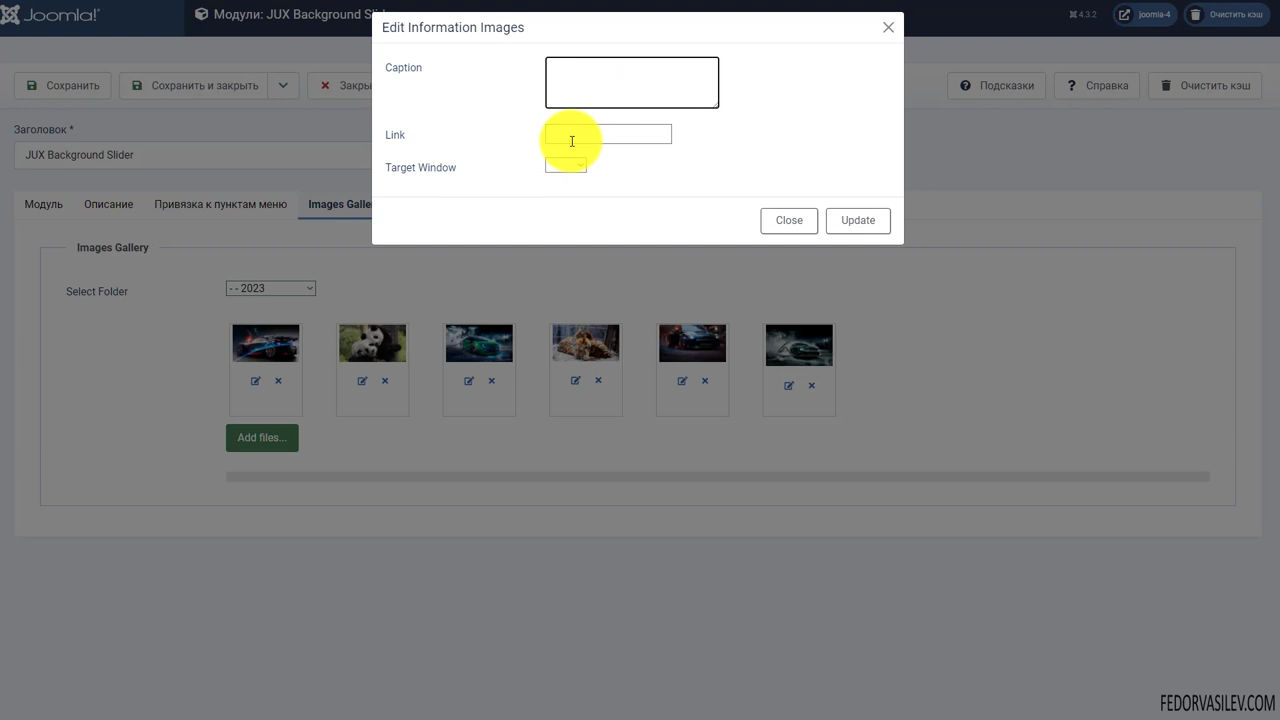 Joomla!
Модули: JUX Background Sl
4.3.2
joomla-4
Очистить кэш
Edit Information Images
Caption
Link
Target Window
Close
Update
Сохранить
Сохранить и закрыть
Закры
Подсказки
Справка
Очистить кэш
Заголовок *
JUX Background Slider
Модуль
Описание
Привязка к пунктам меню
Images Galle
Images Gallery
Select Folder
- - 2023
Add files...
FEDORVASILEV.COM